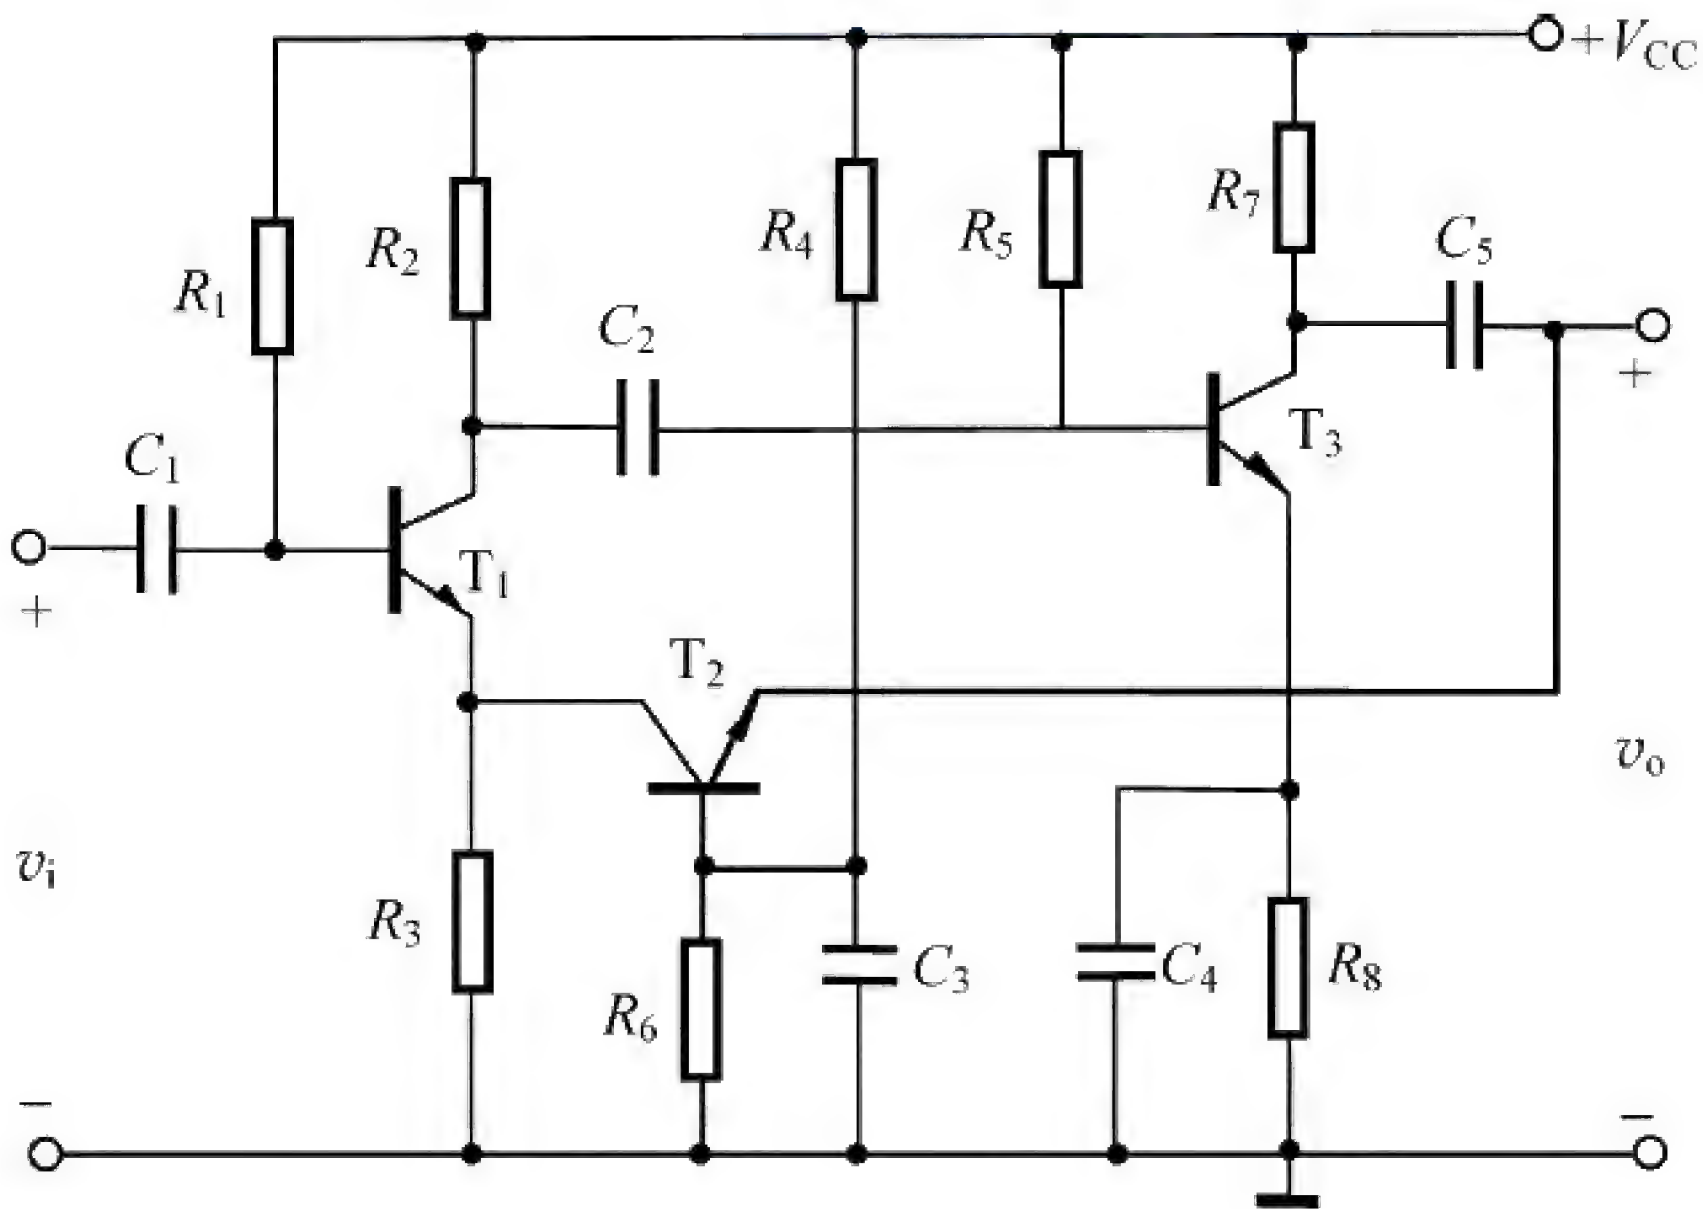 +V_CC
R_1
R_2
R_4
R_5
R_7
C_5
C_2
+
C_1
T_3
T_1
+
T_2
v_o
v_i
R_3
C_3
C_4
R_8
R_6
−
−